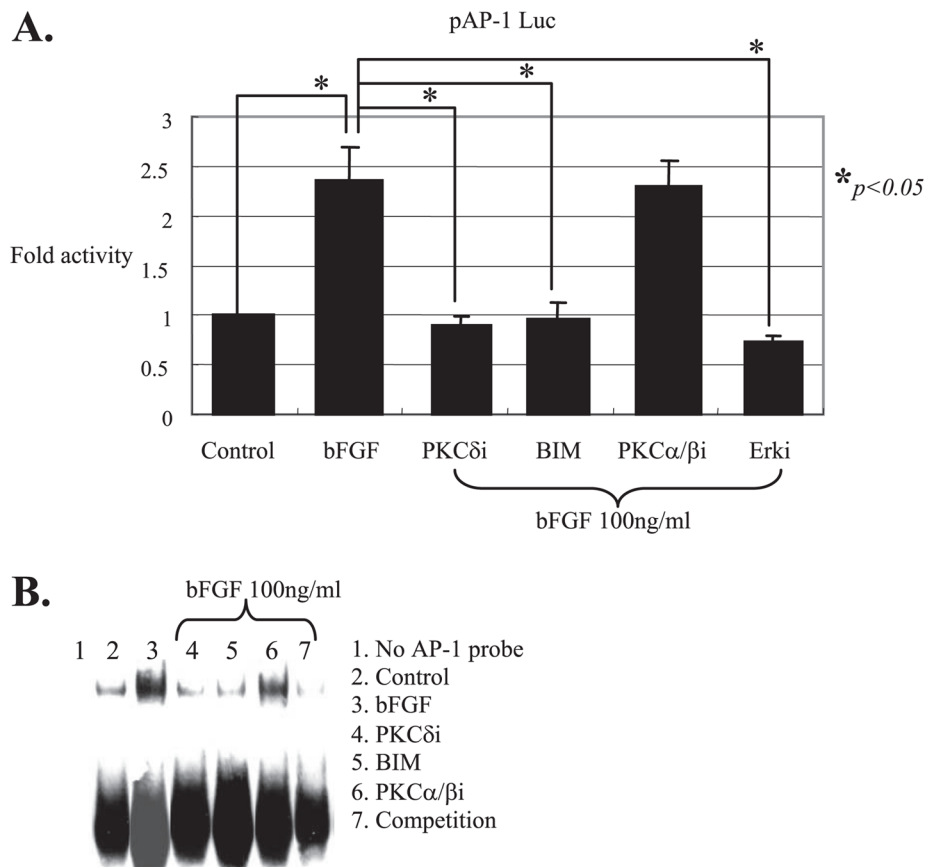 A.
pAP-1 Luc
* * * *
3
2.5
2
1.5
1
0.5
0
Fold activity
*p<0.05
Control bFGF PKCδi BIM PKCα/βi Erki
bFGF 100ng/ml
B.
bFGF 100ng/ml
1 2 3 4 5 6 7
1. No AP-1 probe
2. Control
3. bFGF
4. PKCδi
5. BIM
6. PKCα/βi
7. Competition